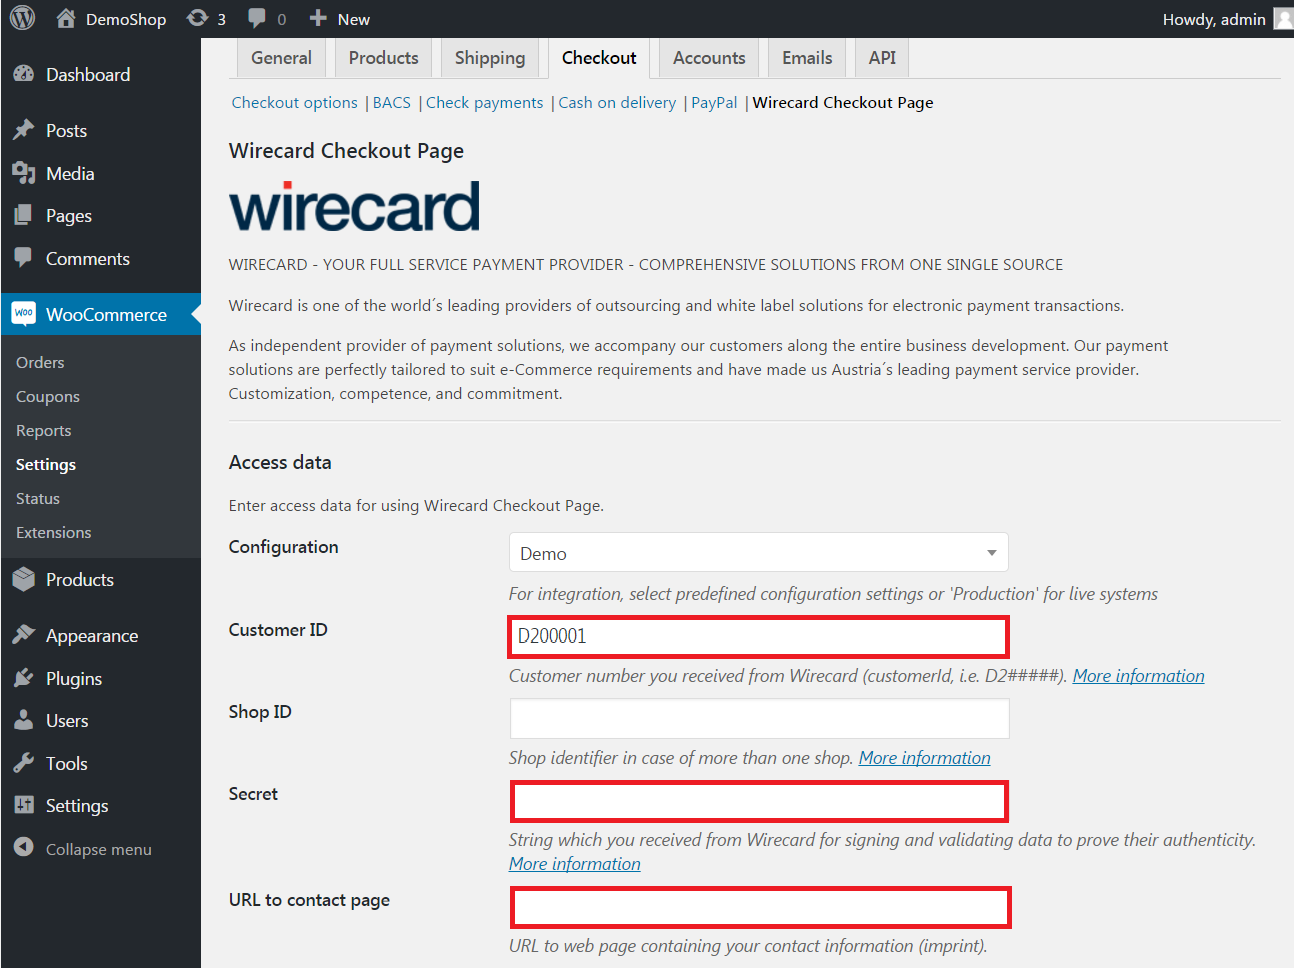 DemoShop 3 0 New Howdy, admin
Dashboard
Posts
Media
Pages
Comments
WOO WooCommerce
Orders
Coupons
Reports
Settings
Status
Extensions
Products
Appearance
Plugins
Users
Tools
Settings
Collapse menu
General Products Shipping Checkout Accounts Emails API
Checkout options | BACS | Check payments | Cash on delivery | PayPal | Wirecard Checkout Page
Wirecard Checkout Page
wirecard
WIRECARD - YOUR FULL SERVICE PAYMENT PROVIDER - COMPREHENSIVE SOLUTIONS FROM ONE SINGLE SOURCE
Wirecard is one of the world´s leading providers of outsourcing and white label solutions for electronic payment transactions.
As independent provider of payment solutions, we accompany our customers along the entire business development. Our payment
solutions are perfectly tailored to suit e-Commerce requirements and have made us Austria´s leading payment service provider.
Customization, competence, and commitment.
Access data
Enter access data for using Wirecard Checkout Page.
Configuration
Demo
For integration, select predefined configuration settings or 'Production' for live systems
Customer ID
D200001
Customer number you received from Wirecard (customerId, i.e. D2#####). More information
Shop ID
Shop identifier in case of more than one shop. More information
Secret
String which you received from Wirecard for signing and validating data to prove their authenticity.
More information
URL to contact page
URL to web page containing your contact information (imprint).